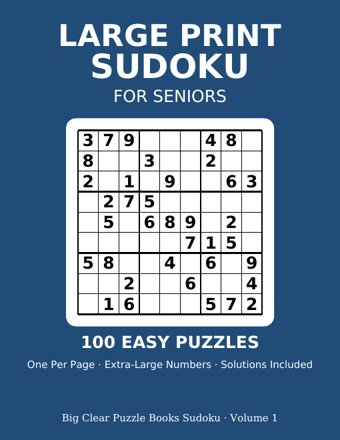 LARGE PRINT
SUDOKU
FOR SENIORS
3 7 9 4 8
8 3 2
2 1 9 6 3
2 7 5
5 6 8 9 2
7 1 5
5 8 4 6 9
2 6 4
1 6 5 7 2
100 EASY PUZZLES
One Per Page · Extra-Large Numbers · Solutions Included
Big Clear Puzzle Books Sudoku · Volume 1